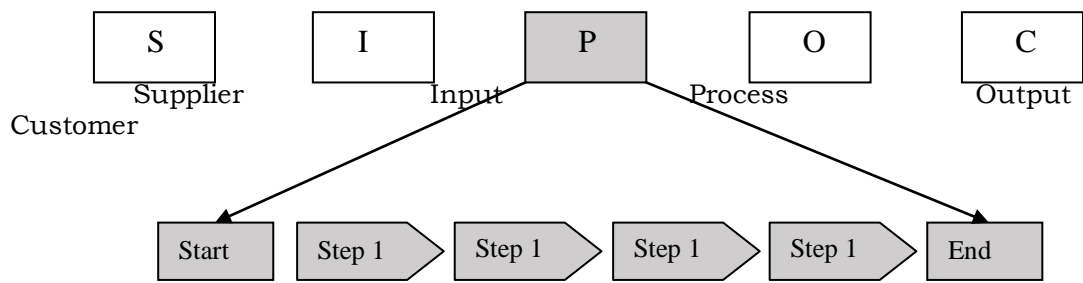 S I P O C
Supplier Input Process Output
Customer
Start Step 1 Step 1 Step 1 Step 1 End